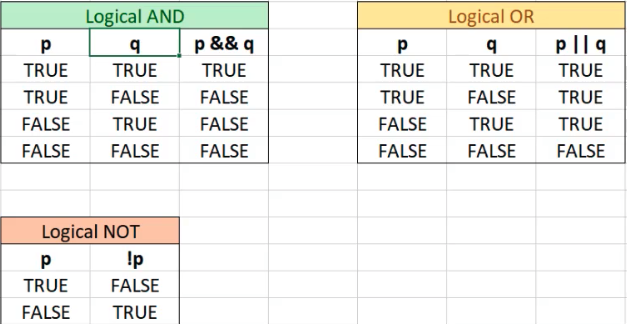 Logical AND
p q p && q
TRUE TRUE TRUE
TRUE FALSE FALSE
FALSE TRUE FALSE
FALSE FALSE FALSE
Logical OR
p q p || q
TRUE TRUE TRUE
TRUE FALSE TRUE
FALSE TRUE TRUE
FALSE FALSE FALSE
Logical NOT
p !p
TRUE FALSE
FALSE TRUE